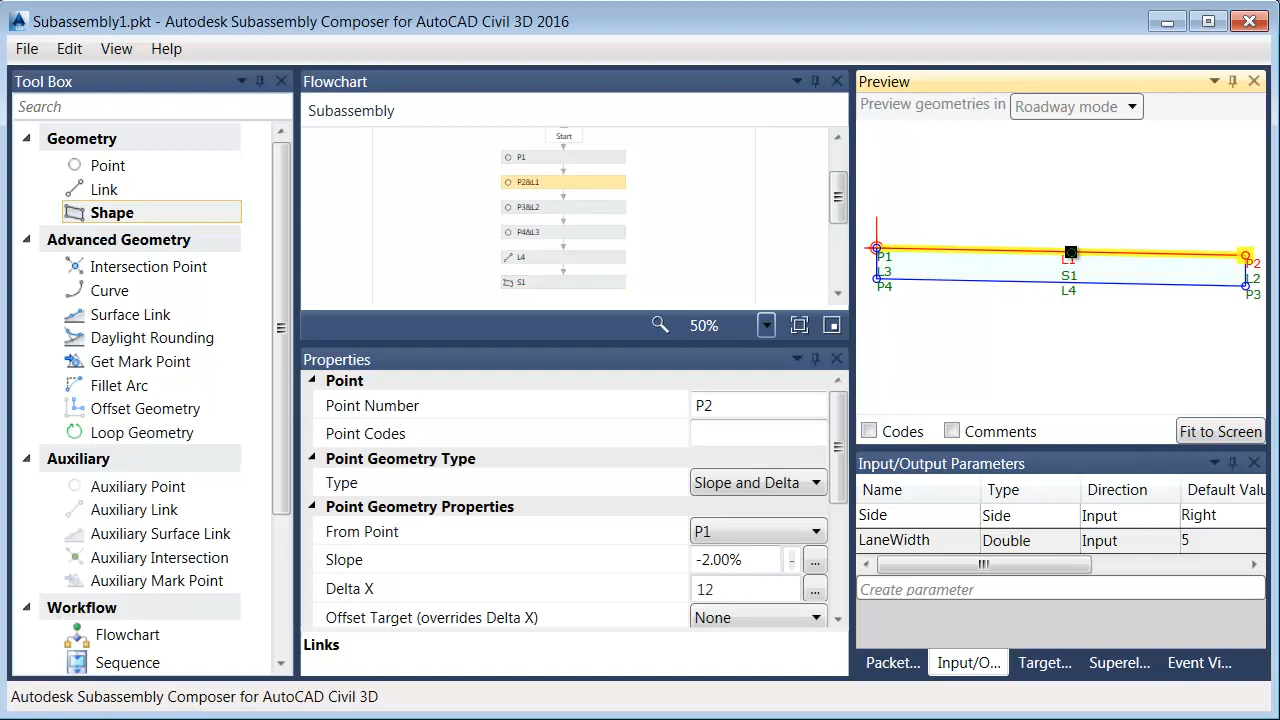 Subassembly1.pkt - Autodesk Subassembly Composer for AutoCAD Civil 3D 2016
File Edit View Help
Tool Box
Search
Geometry
Point
Link
Shape
Advanced Geometry
Intersection Point
Curve
Surface Link
Daylight Rounding
Get Mark Point
Fillet Arc
Offset Geometry
Loop Geometry
Auxiliary
Auxiliary Point
Auxiliary Link
Auxiliary Surface Link
Auxiliary Intersection
Auxiliary Mark Point
Workflow
Flowchart
Sequence
Flowchart
Subassembly
Start
P1
P2&L1
P3&L2
P4&L3
L4
S1
50%
Properties
Point
Point Number P2
Point Codes
Point Geometry Type
Type Slope and Delta
Point Geometry Properties
From Point P1
Slope -2.00% ...
Delta X 12 ...
Offset Target (overrides Delta X) None
Links
Preview
Preview geometries in Roadway mode
P1 L1 P2
L3 S1 L2
P4 L4 P3
Codes Comments Fit to Screen
Input/Output Parameters
Name Type Direction Default Valu
Side Side Input Right
LaneWidth Double Input 5
Create parameter
Packet... Input/O... Target... Superel... Event Vi...
Autodesk Subassembly Composer for AutoCAD Civil 3D